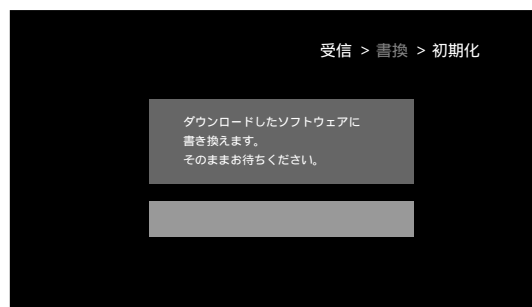 受信 > 書換 > 初期化
ダウンロードしたソフトウェアに
書き換えます。
そのままお待ちください。